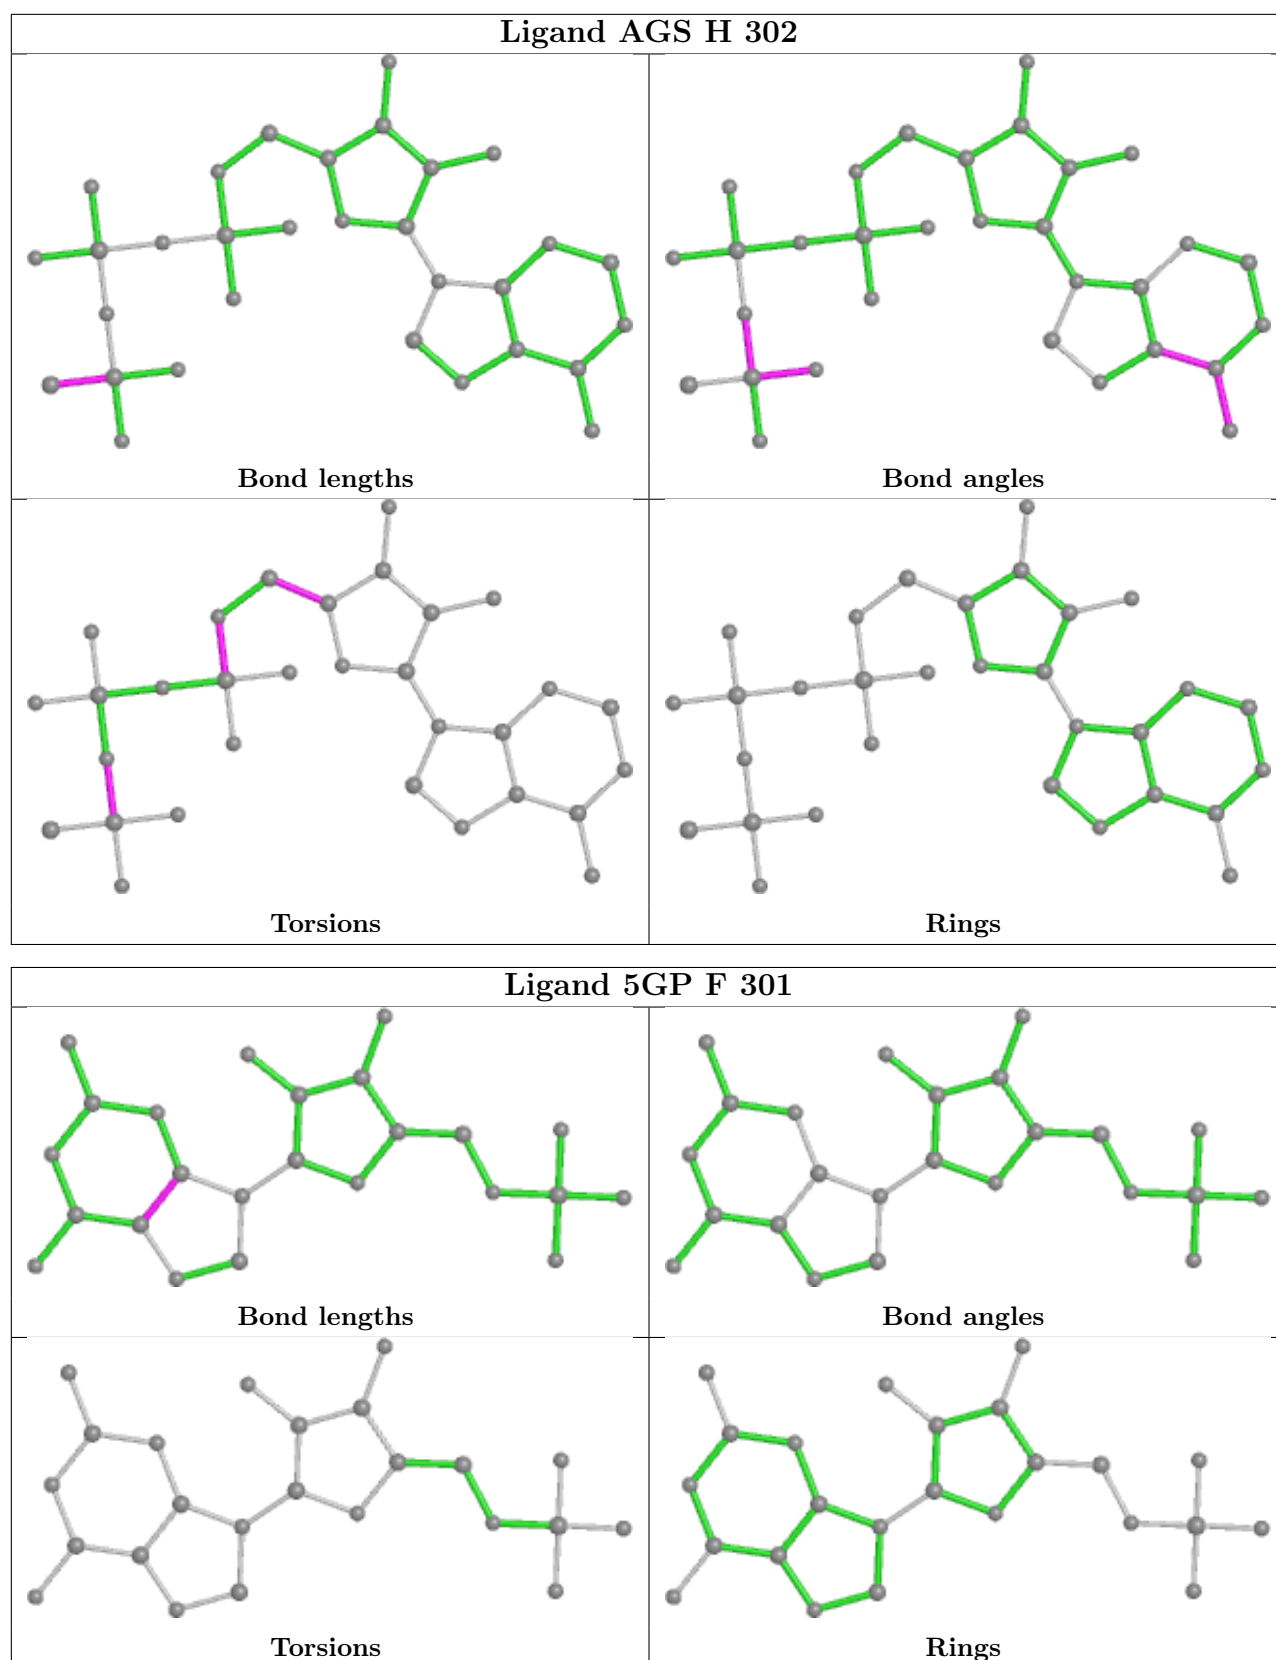 Ligand AGS H 302
Bond lengths
Bond angles
Torsions
Rings
Ligand 5GP F 301
Bond lengths
Bond angles
Torsions
Rings